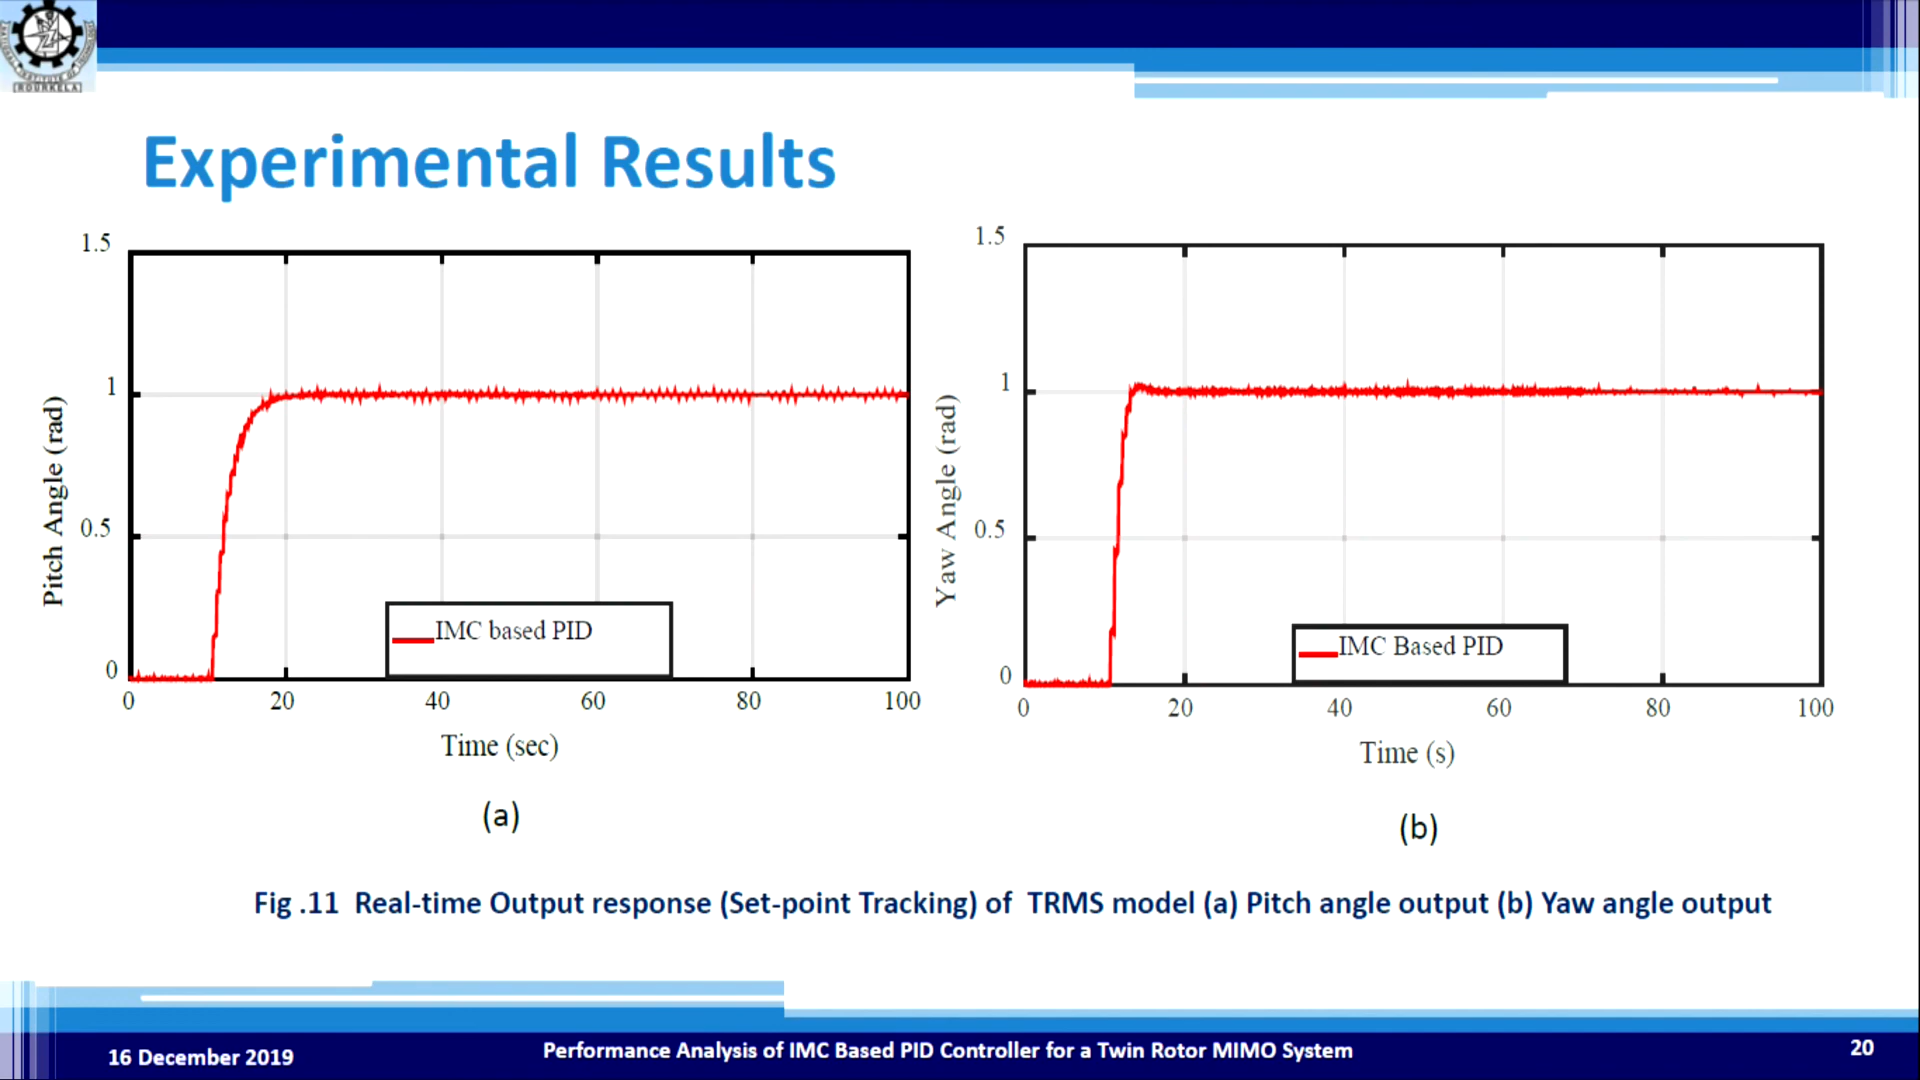 ROURKELA
Experimental Results
1.5
1
0.5
0
Pitch Angle (rad)
IMC based PID
0 20 40 60 80 100
Time (sec)
(a)
1.5
1
0.5
0
Yaw Angle (rad)
IMC Based PID
0 20 40 60 80 100
Time (s)
(b)
Fig .11 Real-time Output response (Set-point Tracking) of TRMS model (a) Pitch angle output (b) Yaw angle output
16 December 2019
Performance Analysis of IMC Based PID Controller for a Twin Rotor MIMO System
20